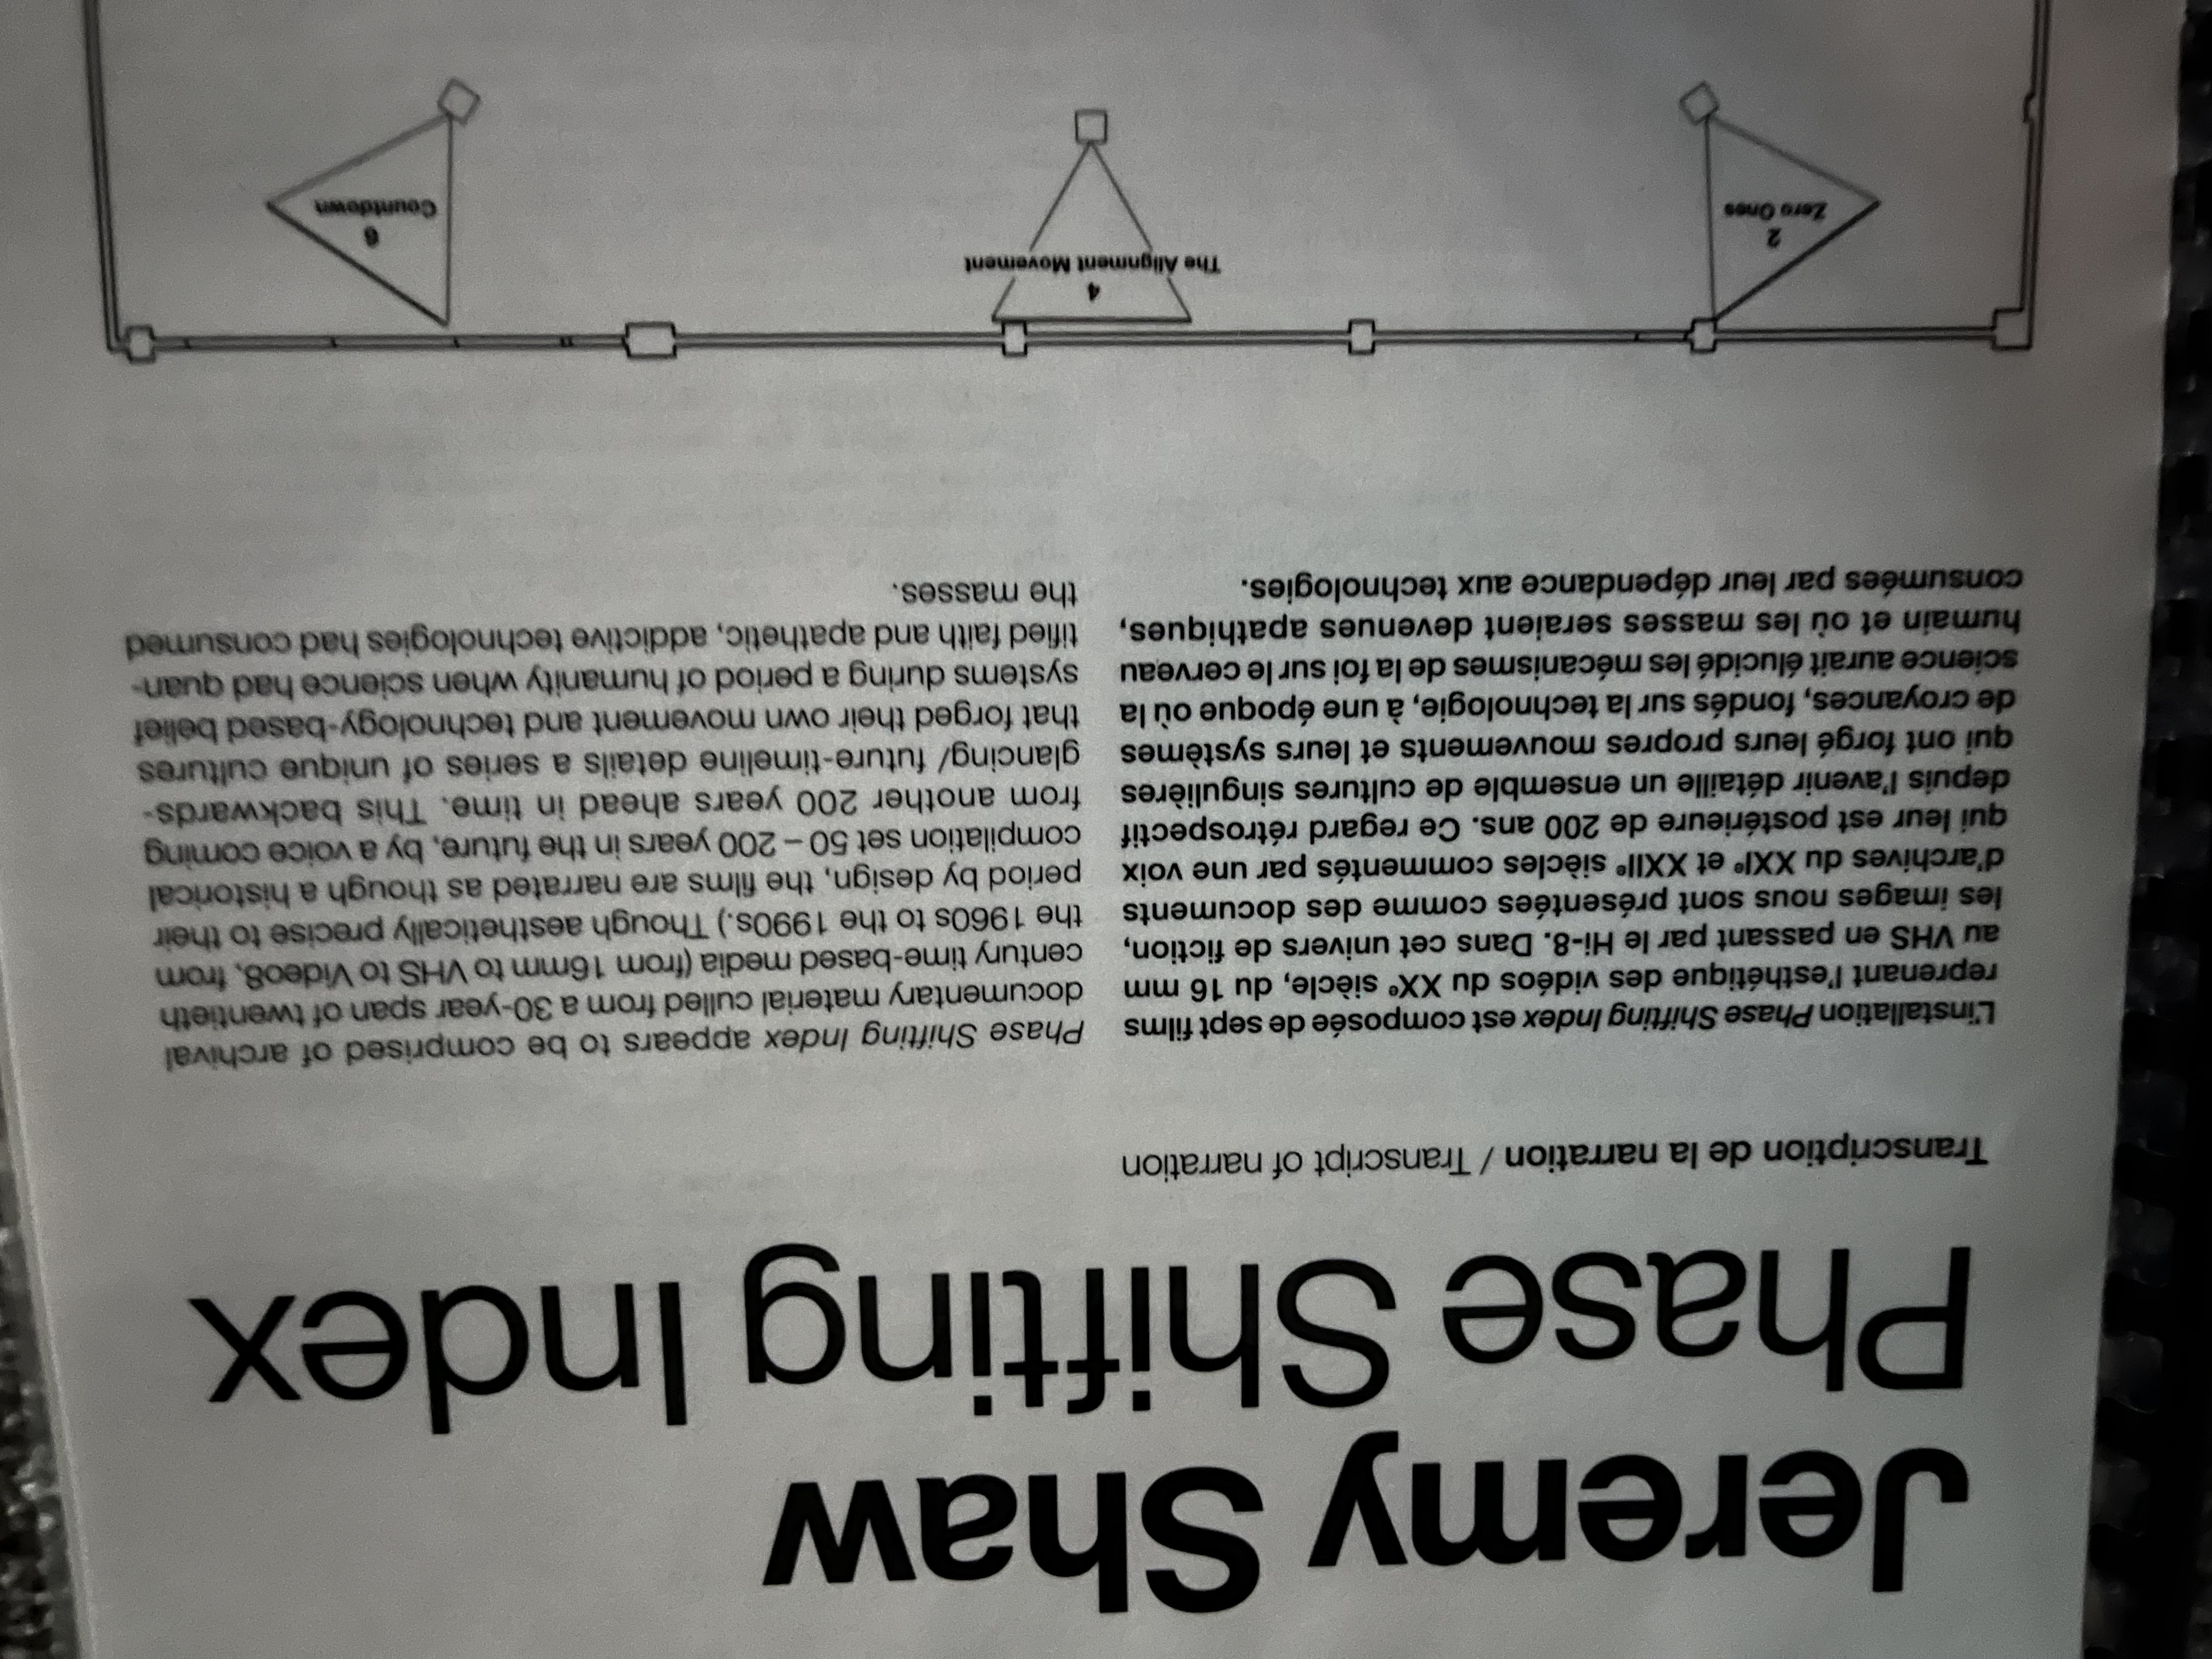 Jeremy Shaw
Phase Shifting Index
Transcription de la narration / Transcript of narration
L'installation Phase Shifting Index est composée de sept films
reprenant l'esthétique des vidéos du XXe siècle, du 16 mm
au VHS en passant par le Hi-8. Dans cet univers de fiction,
les images nous sont présentées comme des documents
d'archives du XXIe et XXIIe siècles commentés par une voix
qui leur est postérieure de 200 ans. Ce regard rétrospectif
depuis l'avenir détaille un ensemble de cultures singulières
qui ont forgé leurs propres mouvements et leurs systèmes
de croyances, fondés sur la technologie, à une époque où la
science aurait élucidé les mécanismes de la foi sur le cerveau
humain et où les masses seraient devenues apathiques,
consumées par leur dépendance aux technologies.
Phase Shifting Index appears to be comprised of archival
documentary material culled from a 30-year span of twentieth
century time-based media (from 16mm to VHS to Video8, from
the 1960s to the 1990s.) Though aesthetically precise to their
period by design, the films are narrated as though a historical
compilation set 50 – 200 years in the future, by a voice coming
from another 200 years ahead in time. This backwards-
glancing/ future-timeline details a series of unique cultures
that forged their own movement and technology-based belief
systems during a period of humanity when science had quan-
tified faith and apathetic, addictive technologies had consumed
the masses.
2
Zero Ones
4
The Alignment Movement
6
Countdown